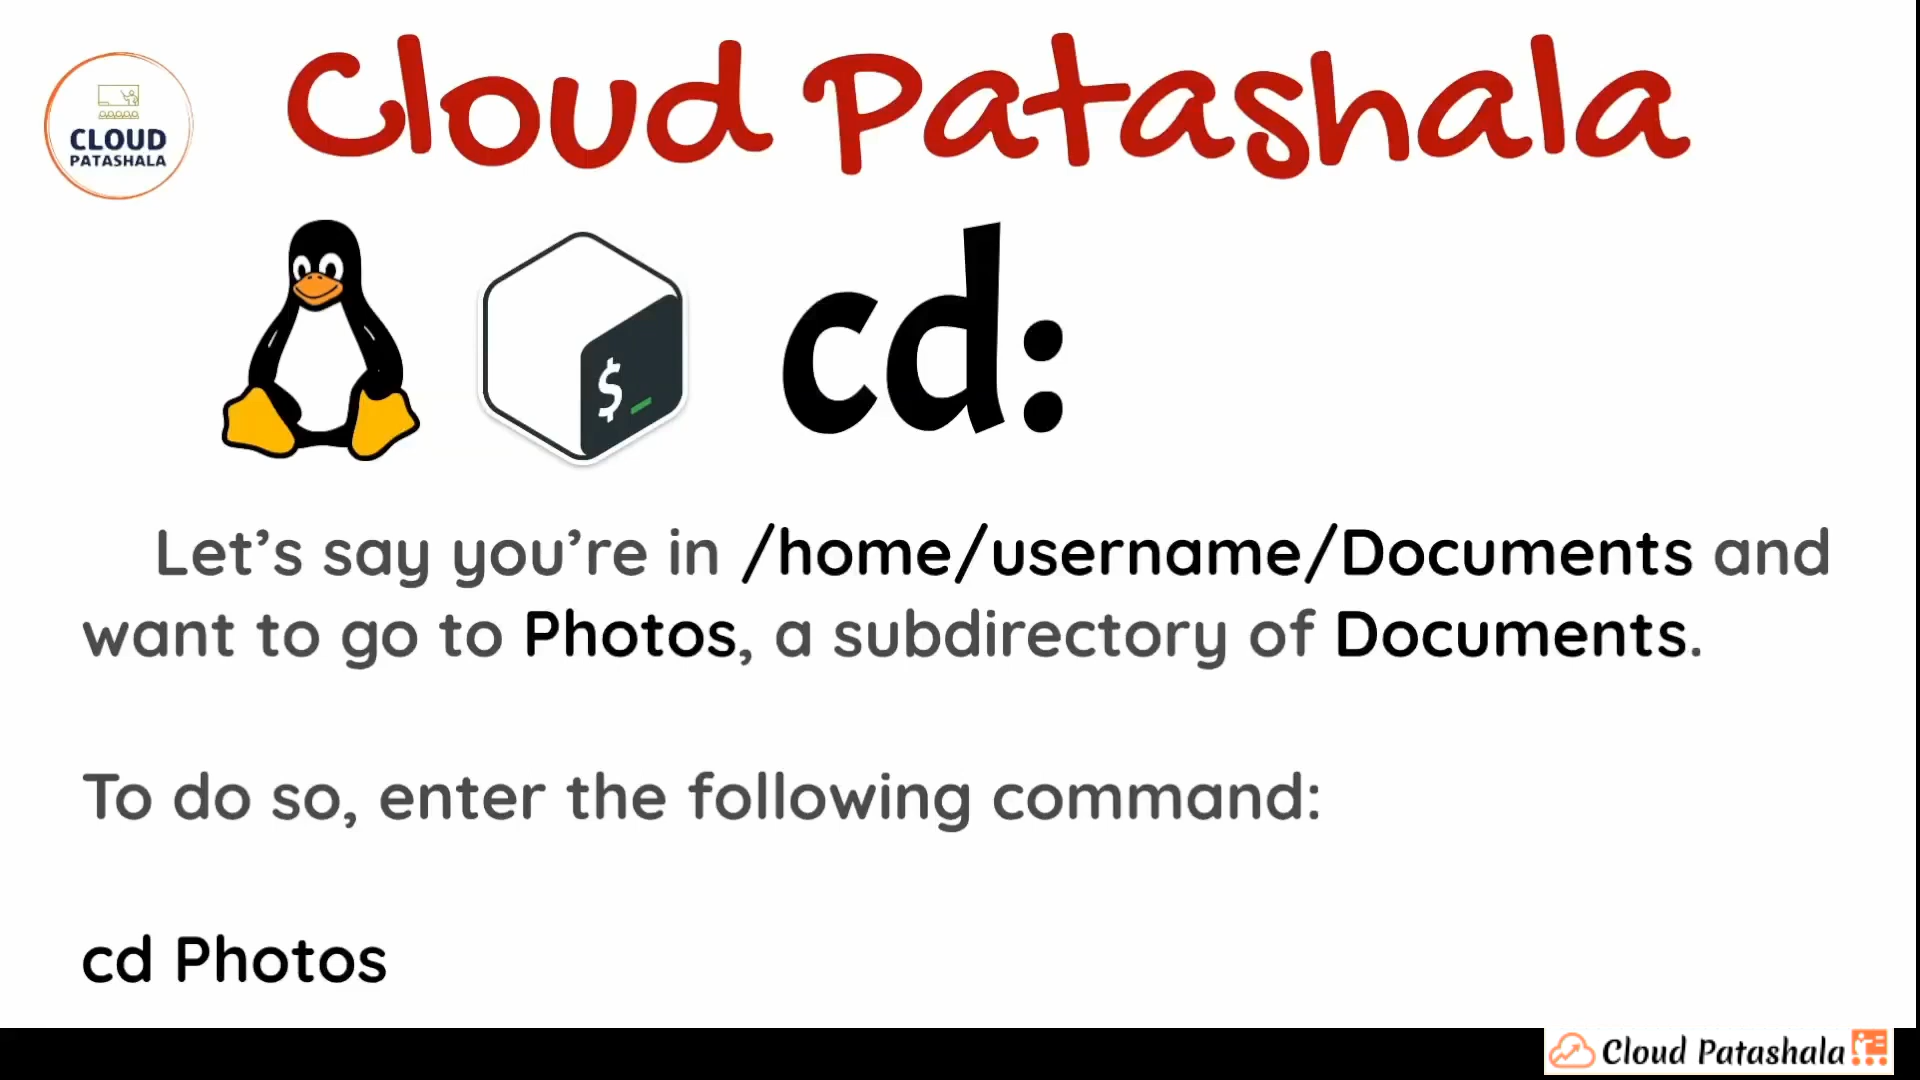 Cloud Patashala
CLOUD
PATASHALA
$_
cd:
Let’s say you’re in /home/username/Documents and
want to go to Photos, a subdirectory of Documents.
To do so, enter the following command:
cd Photos
Cloud Patashala